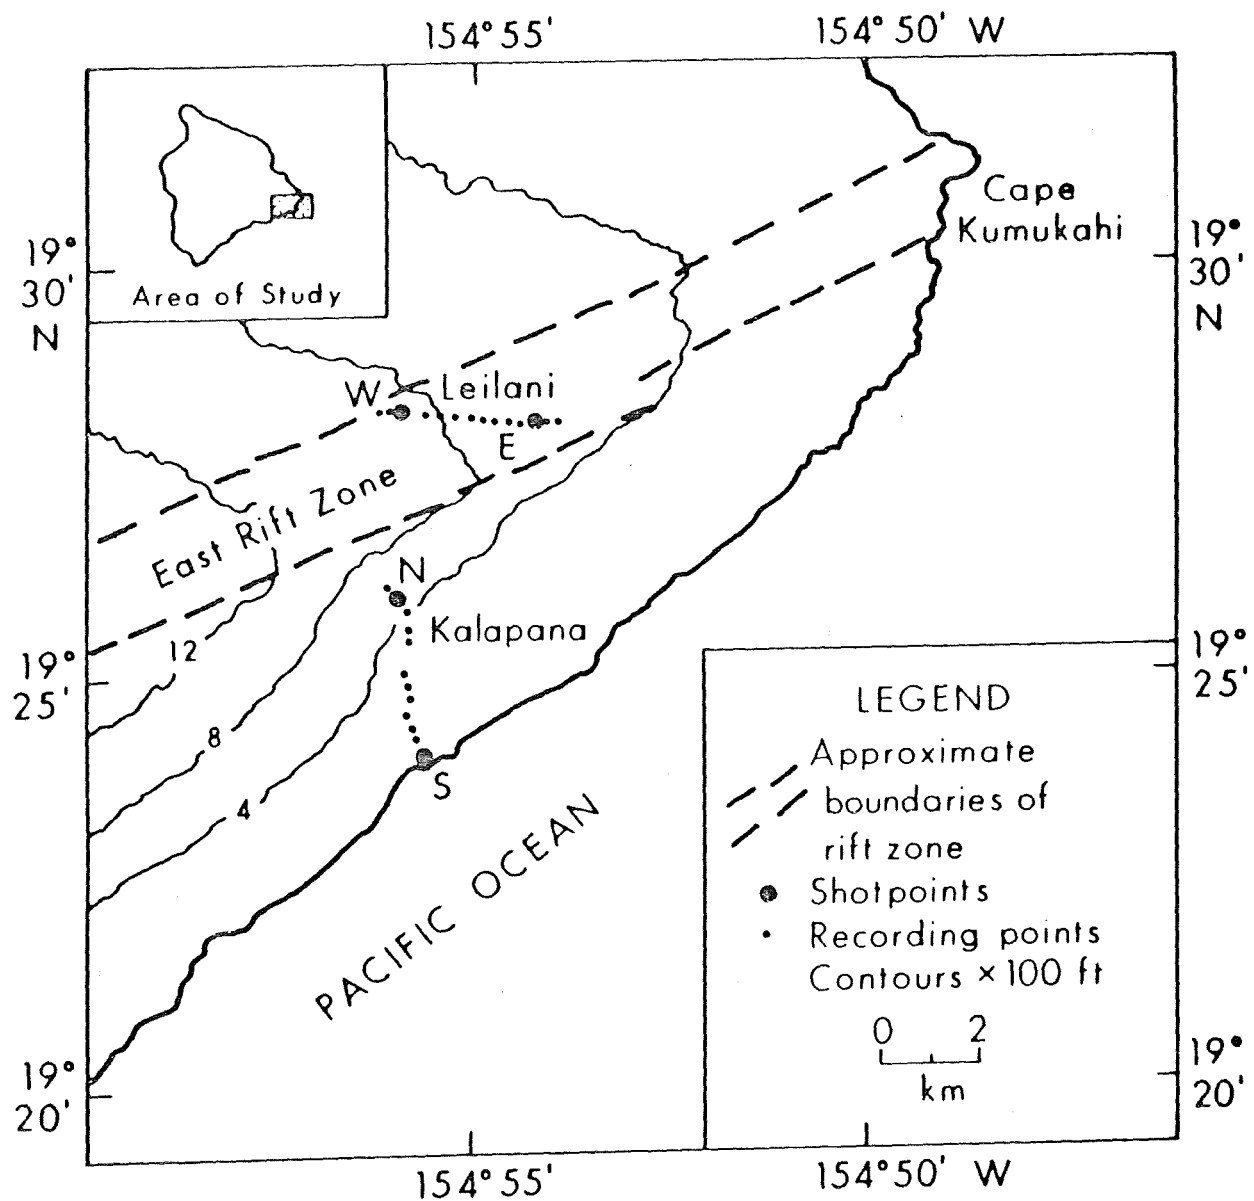 154° 55'
154° 50' W
Area of Study
Cape
Kumukahi
19°
30'
N
19°
30'
N
W
Leilani
E
East Rift Zone
N
Kalapana
12
19°
25'
19°
25'
8
4
S
PACIFIC OCEAN
LEGEND
Approximate
boundaries of
rift zone
Shotpoints
Recording points
Contours × 100 ft
0 2
km
19°
20'
19°
20'
154° 55'
154° 50' W